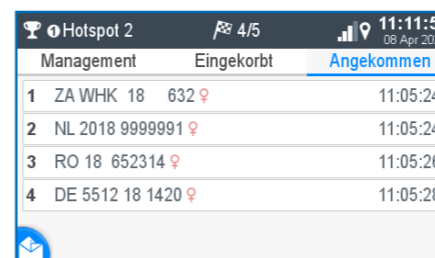 1 Hotspot 2 4/5 11:11:5
08 Apr 20
Management Eingekorbt Angekommen
1 ZA WHK 18 632 ♀ 11:05:24
2 NL 2018 9999991 ♀ 11:05:24
3 RO 18 652314 ♀ 11:05:26
4 DE 5512 18 1420 ♀ 11:05:28